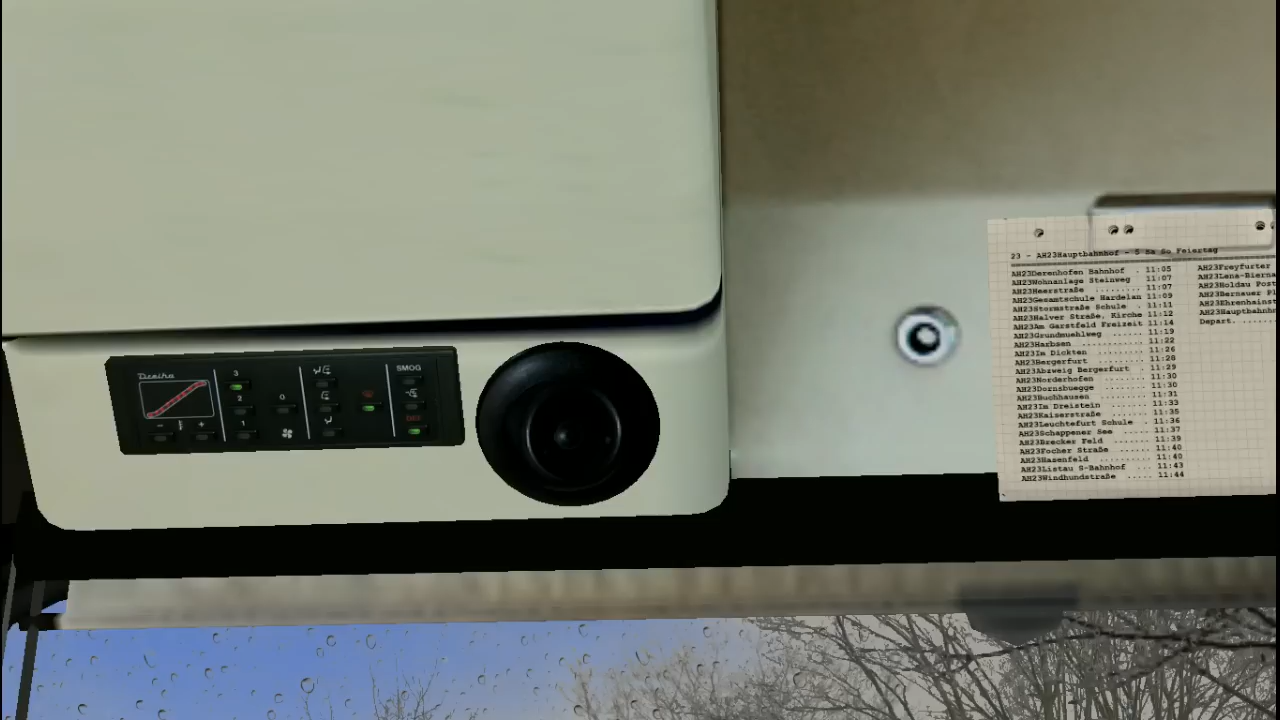 Dreiha
3
2
1
0
- +
SMOG
23 - AH23Hauptbahnhof - S Ha So Feiertag
AH23Derenhofen Bahnhof . 11:05
AH23Wohnanlage Steinweg 11:07
AH23Heerstraße ........ 11:07
AH23Gesamtschule Hardelan 11:09
AH23Stormstraße Schule . 11:11
AH23Halver Straße, Kirche 11:12
AH23Am Garstfeld Freizeit 11:14
AH23Grundmuehlweg ...... 11:19
AH23Harbsen ............ 11:22
AH23Im Dickten ......... 11:26
AH23Bergerfurt ......... 11:28
AH23Abzweig Bergerfurt . 11:29
AH23Norderhofen ........ 11:30
AH23Dornsbuegge ........ 11:30
AH23Buchhausen ......... 11:31
AH23Im Dreistein ....... 11:33
AH23Kaiserstraße ....... 11:35
AH23Leuchtefurt Schule . 11:36
AH23Schappener See ..... 11:37
AH23Brecker Feld ....... 11:39
AH23Focher Straße ...... 11:40
AH23Hasenfeld .......... 11:40
AH23Listau S-Bahnhof ... 11:43
AH23Windhundstraße ..... 11:44
AH23Freyfurter
AH23Lena-Bierna
AH23Holdau Post
AH23Bernauer Pl
AH23Ehrenhainst
AH23Hauptbahnh
Depart.......